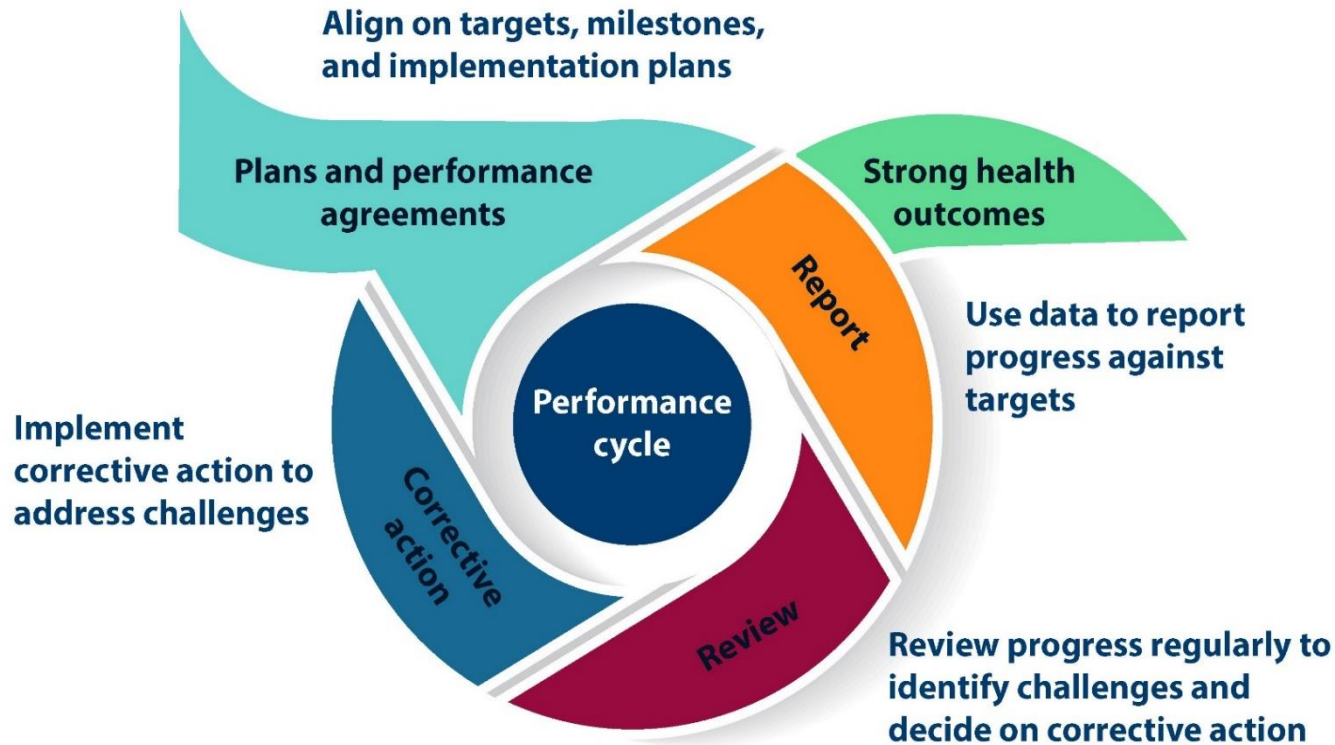 Align on targets, milestones,
and implementation plans
Plans and performance
agreements
Strong health
outcomes
Report
Use data to report
progress against
targets
Performance
cycle
Implement
corrective action to
address challenges
Corrective
action
Review
Review progress regularly to
identify challenges and
decide on corrective action